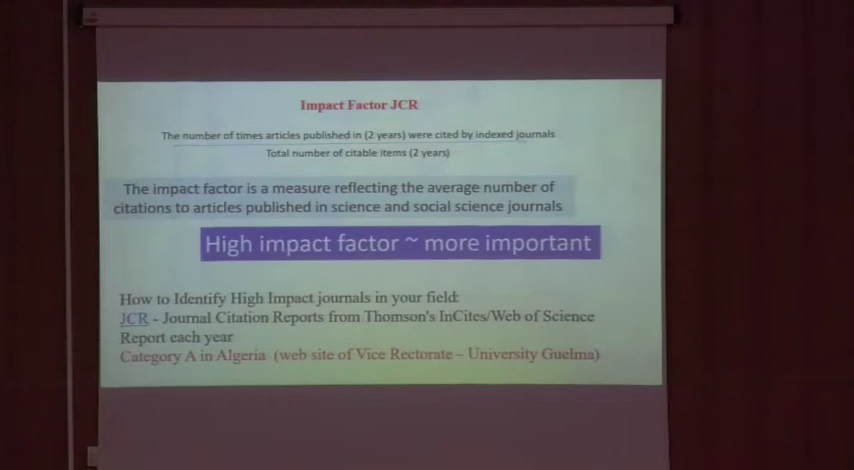 Impact Factor JCR
The number of times articles published in (2 years) were cited by indexed journals
Total number of citable items (2 years)
The impact factor is a measure reflecting the average number of
citations to articles published in science and social science journals.
High impact factor ~ more important
How to Identify High Impact journals in your field:
JCR - Journal Citation Reports from Thomson's InCites/Web of Science
Report each year
Category A in Algeria (web site of Vice Rectorate – University Guelma)